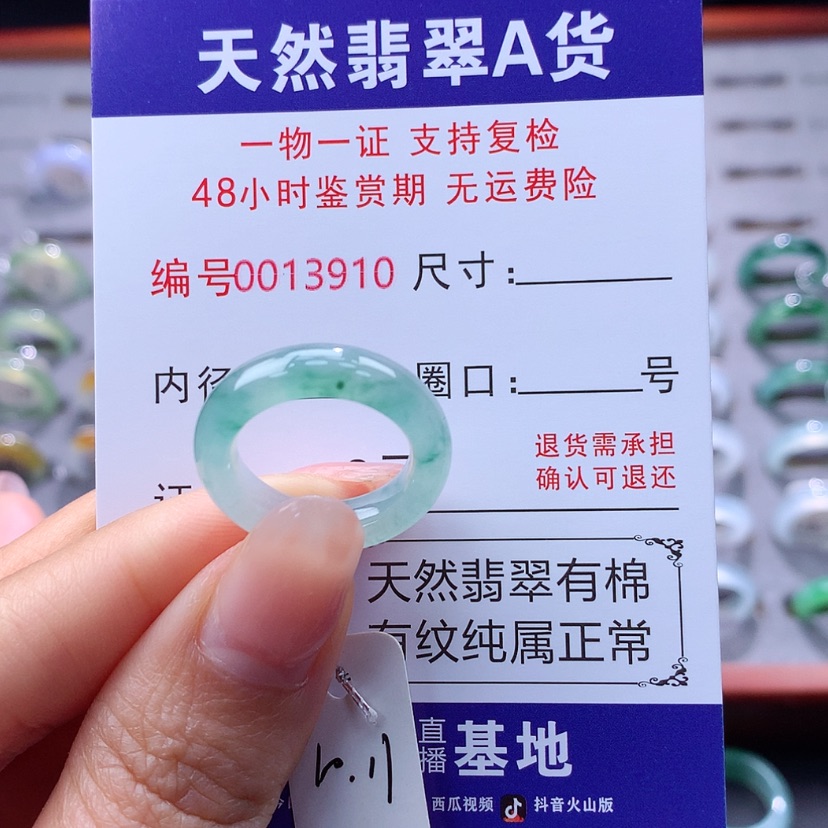 天然翡翠A货
一物一证 支持复检
48小时鉴赏期 无运费险
编号0013910 尺寸:
内径 圈口: 号
退货需承担
确认可退还
天然翡翠有棉
有纹纯属正常
直播基地
西瓜视频 抖音火山版